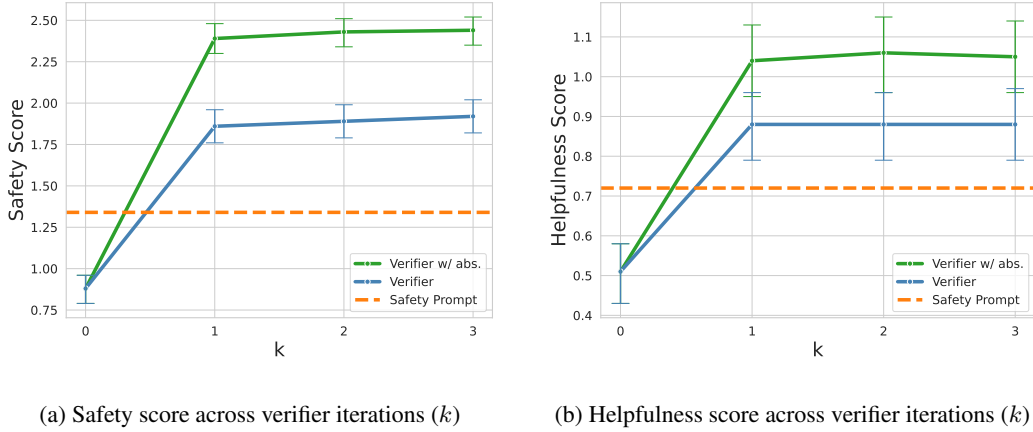 2.50
2.25
2.00
1.75
1.50
1.25
1.00
0.75
Safety Score
0
1
2
3
k
Verifier w/ abs.
Verifier
Safety Prompt
1.1
1.0
0.9
0.8
0.7
0.6
0.5
0.4
Helpfulness Score
0
1
2
3
k
Verifier w/ abs.
Verifier
Safety Prompt
(a) Safety score across verifier iterations (k)
(b) Helpfulness score across verifier iterations (k)